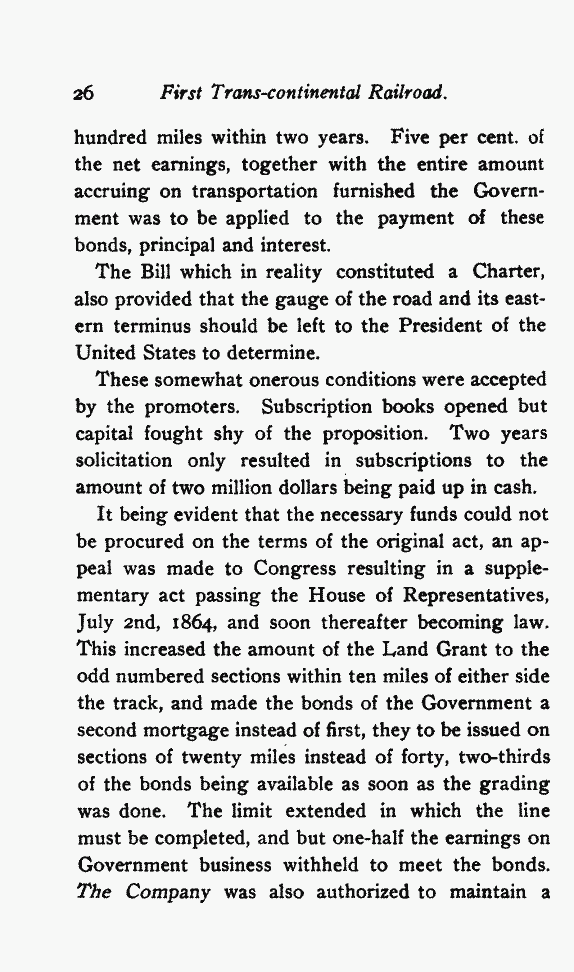 26 First Trans-continental Railroad.
hundred miles within two years. Five per cent. of
the net earnings, together with the entire amount
accruing on transportation furnished the Govern-
ment was to be applied to the payment of these
bonds, principal and interest.
The Bill which in reality constituted a Charter,
also provided that the gauge of the road and its east-
ern terminus should be left to the President of the
United States to determine.
These somewhat onerous conditions were accepted
by the promoters. Subscription books opened but
capital fought shy of the proposition. Two years
solicitation only resulted in subscriptions to the
amount of two million dollars being paid up in cash.
It being evident that the necessary funds could not
be procured on the terms of the original act, an ap-
peal was made to Congress resulting in a supple-
mentary act passing the House of Representatives,
July 2nd, 1864, and soon thereafter becoming law.
This increased the amount of the Land Grant to the
odd numbered sections within ten miles of either side
the track, and made the bonds of the Government a
second mortgage instead of first, they to be issued on
sections of twenty miles instead of forty, two-thirds
of the bonds being available as soon as the grading
was done. The limit extended in which the line
must be completed, and but one-half the earnings on
Government business withheld to meet the bonds.
The Company was also authorized to maintain a